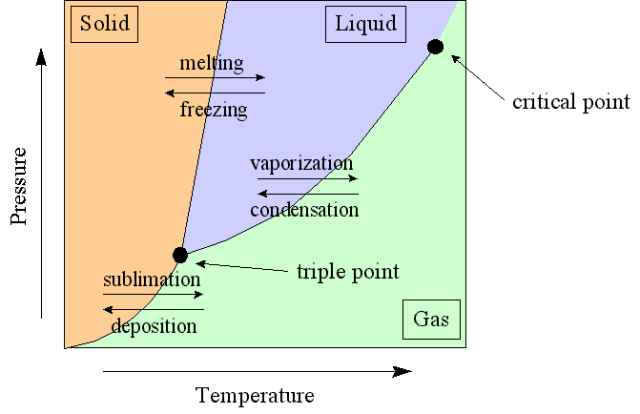 Solid
Liquid
melting
freezing
critical point
vaporization
condensation
Pressure
triple point
sublimation
deposition
Gas
Temperature